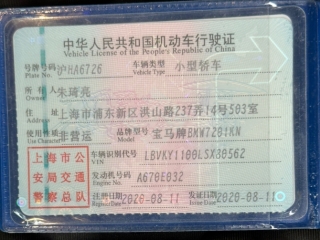 中华人民共和国机动车行驶证
Vehicle License of the People's Republic of China
号牌号码 沪HA6726 车辆类型 小型轿车
Plate No. Vehicle Type
所有人 朱琦亮
住址 上海市浦东新区洪山路237弄14号503室
使用性质 非营运 品牌型号 宝马牌BMW7201KN
Use Character Model
上海市公安局交通警察总队
车辆识别代号
VIN
发动机号码
Engine No.
注册日期 2020-08-11 发证日期 2020-08-11
Register Date Issue Date